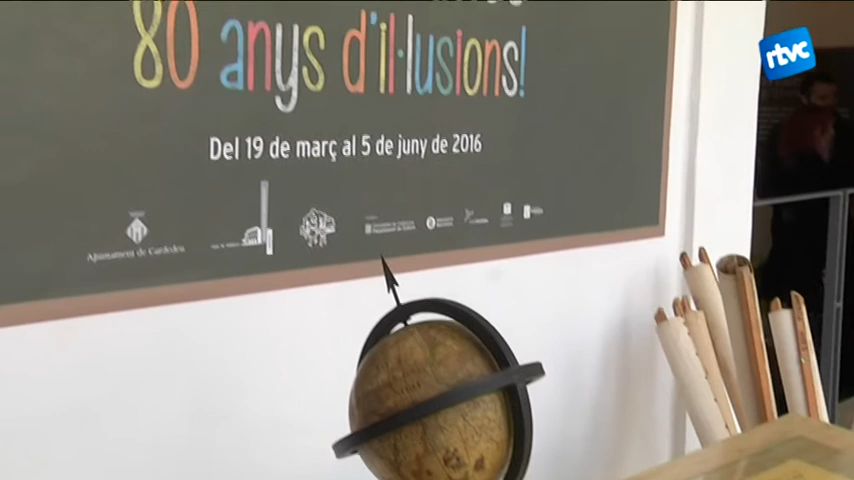 80 anys d'il·lusions!
Del 19 de març al 5 de juny de 2016
Ajuntament de Cardedeu
rtvc